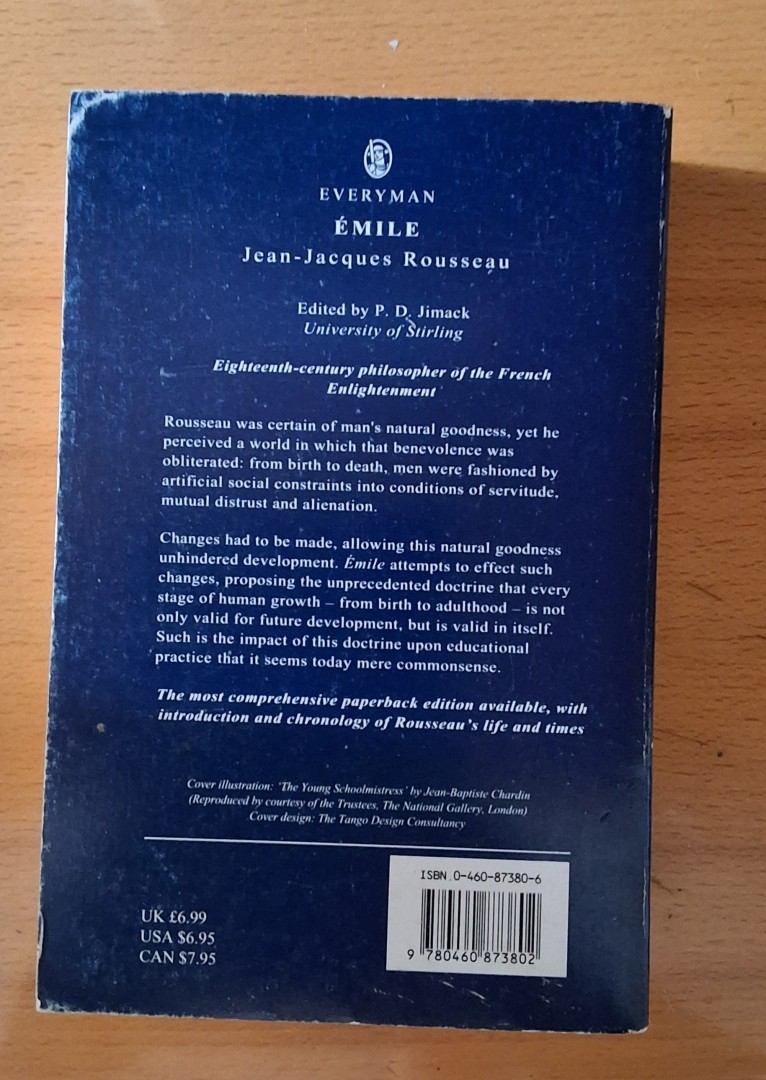 EVERYMAN
ÉMILE
Jean-Jacques Rousseau
Edited by P. D. Jimack
University of Stirling
Eighteenth-century philosopher of the French
Enlightenment
Rousseau was certain of man's natural goodness, yet he
perceived a world in which that benevolence was
obliterated: from birth to death, men were fashioned by
artificial social constraints into conditions of servitude,
mutual distrust and alienation.
Changes had to be made, allowing this natural goodness
unhindered development. Émile attempts to effect such
changes, proposing the unprecedented doctrine that every
stage of human growth – from birth to adulthood – is not
only valid for future development, but is valid in itself.
Such is the impact of this doctrine upon educational
practice that it seems today mere commonsense.
The most comprehensive paperback edition available, with
introduction and chronology of Rousseau's life and times
Cover illustration: 'The Young Schoolmistress' by Jean-Baptiste Chardin
(Reproduced by courtesy of the Trustees, The National Gallery, London)
Cover design: The Tango Design Consultancy
ISBN 0-460-87380-6
9 780460 873802
UK £6.99
USA $6.95
CAN $7.95